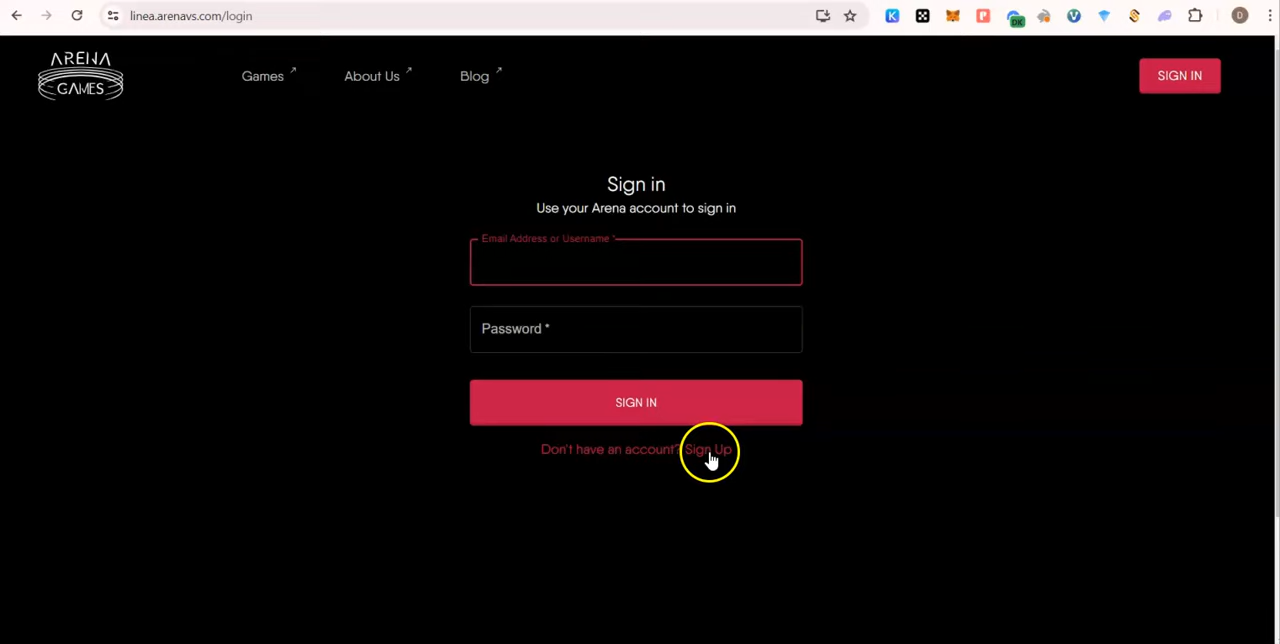 linea.arenavs.com/login
DK
D
ARENA
GAMES
Games
About Us
Blog
SIGN IN
Sign in
Use your Arena account to sign in
Email Address or Username *
Password *
SIGN IN
Don't have an account? Sign Up